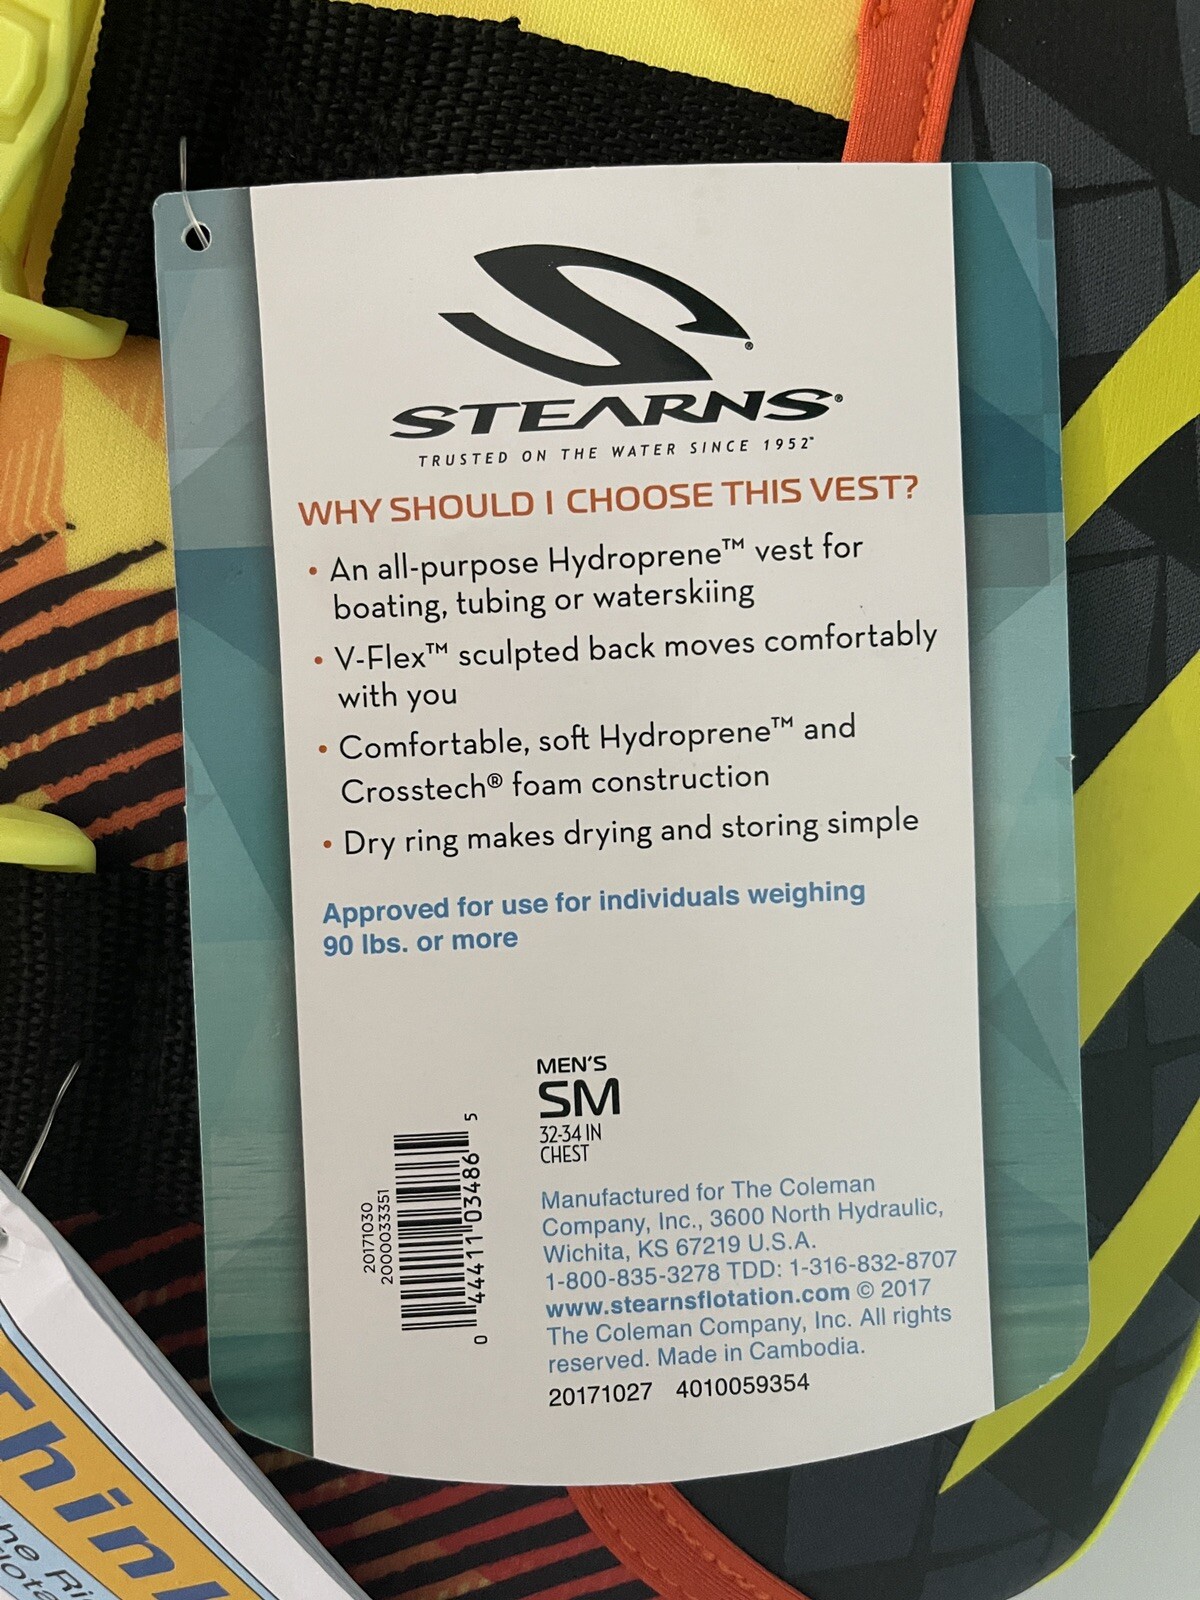 STEARNS®
TRUSTED ON THE WATER SINCE 1952™
WHY SHOULD I CHOOSE THIS VEST?
• An all-purpose Hydroprene™ vest for
boating, tubing or waterskiing
• V-Flex™ sculpted back moves comfortably
with you
• Comfortable, soft Hydroprene™ and
Crosstech® foam construction
• Dry ring makes drying and storing simple
Approved for use for individuals weighing
90 lbs. or more
MEN'S
SM
32-34 IN
CHEST
20171030
2000033351
0 44411 03486 5
Manufactured for The Coleman
Company, Inc., 3600 North Hydraulic,
Wichita, KS 67219 U.S.A.
1-800-835-3278 TDD: 1-316-832-8707
www.stearnsflotation.com © 2017
The Coleman Company, Inc. All rights
reserved. Made in Cambodia.
20171027 4010059354
Thin